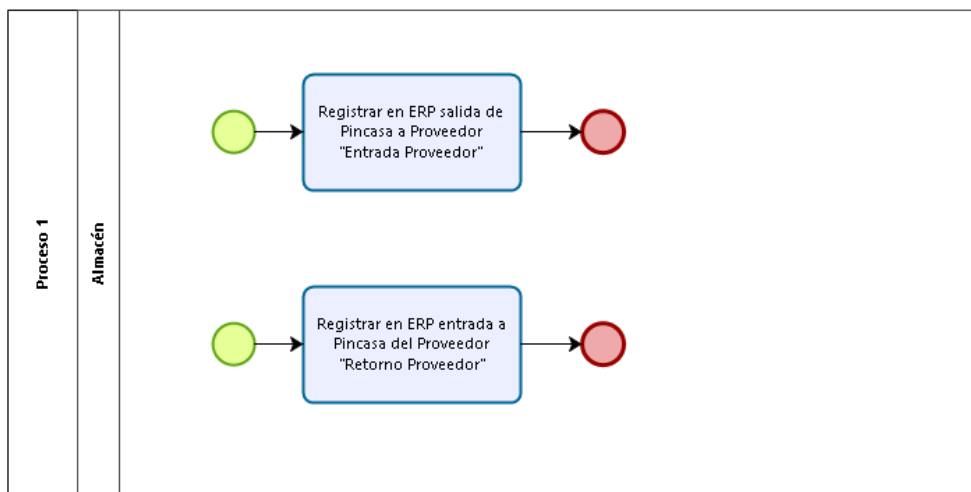 Proceso 1
Almacén
Registrar en ERP salida de
Pincasa a Proveedor
"Entrada Proveedor"
Registrar en ERP entrada a
Pincasa del Proveedor
"Retorno Proveedor"